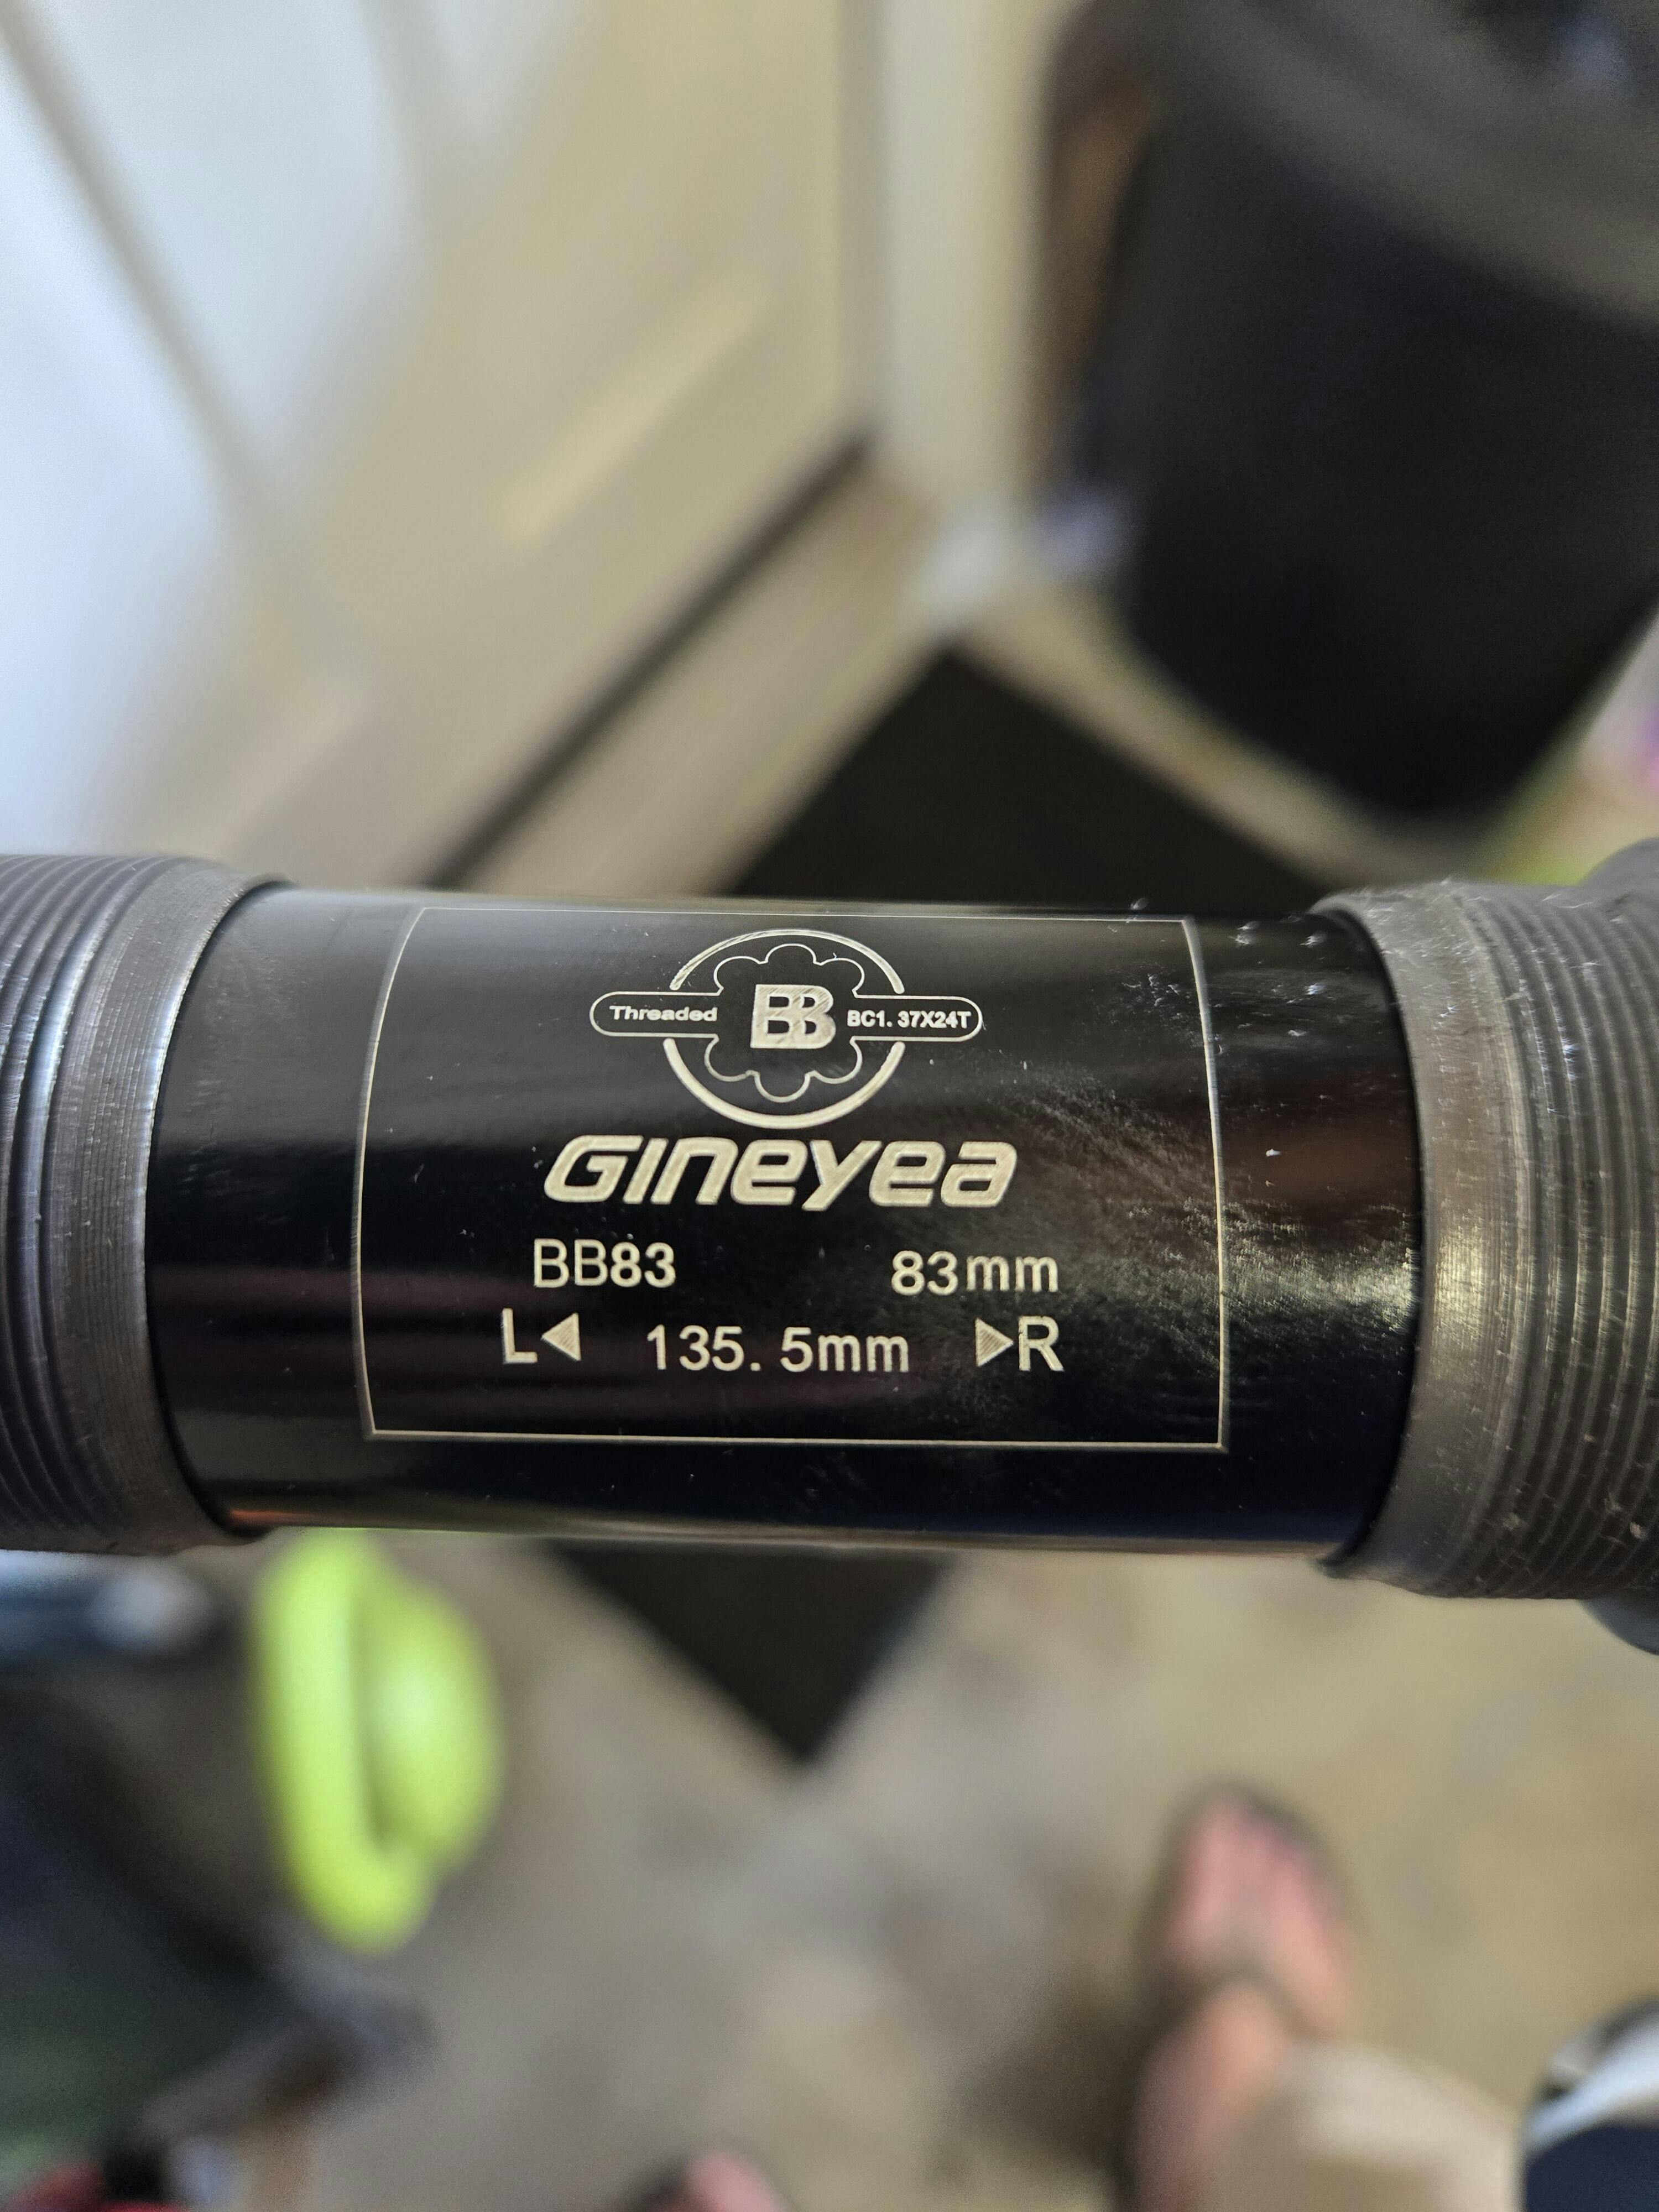 Threaded BB BC1.37X24T
GINEYEA
BB83 83mm
L 135.5mm R